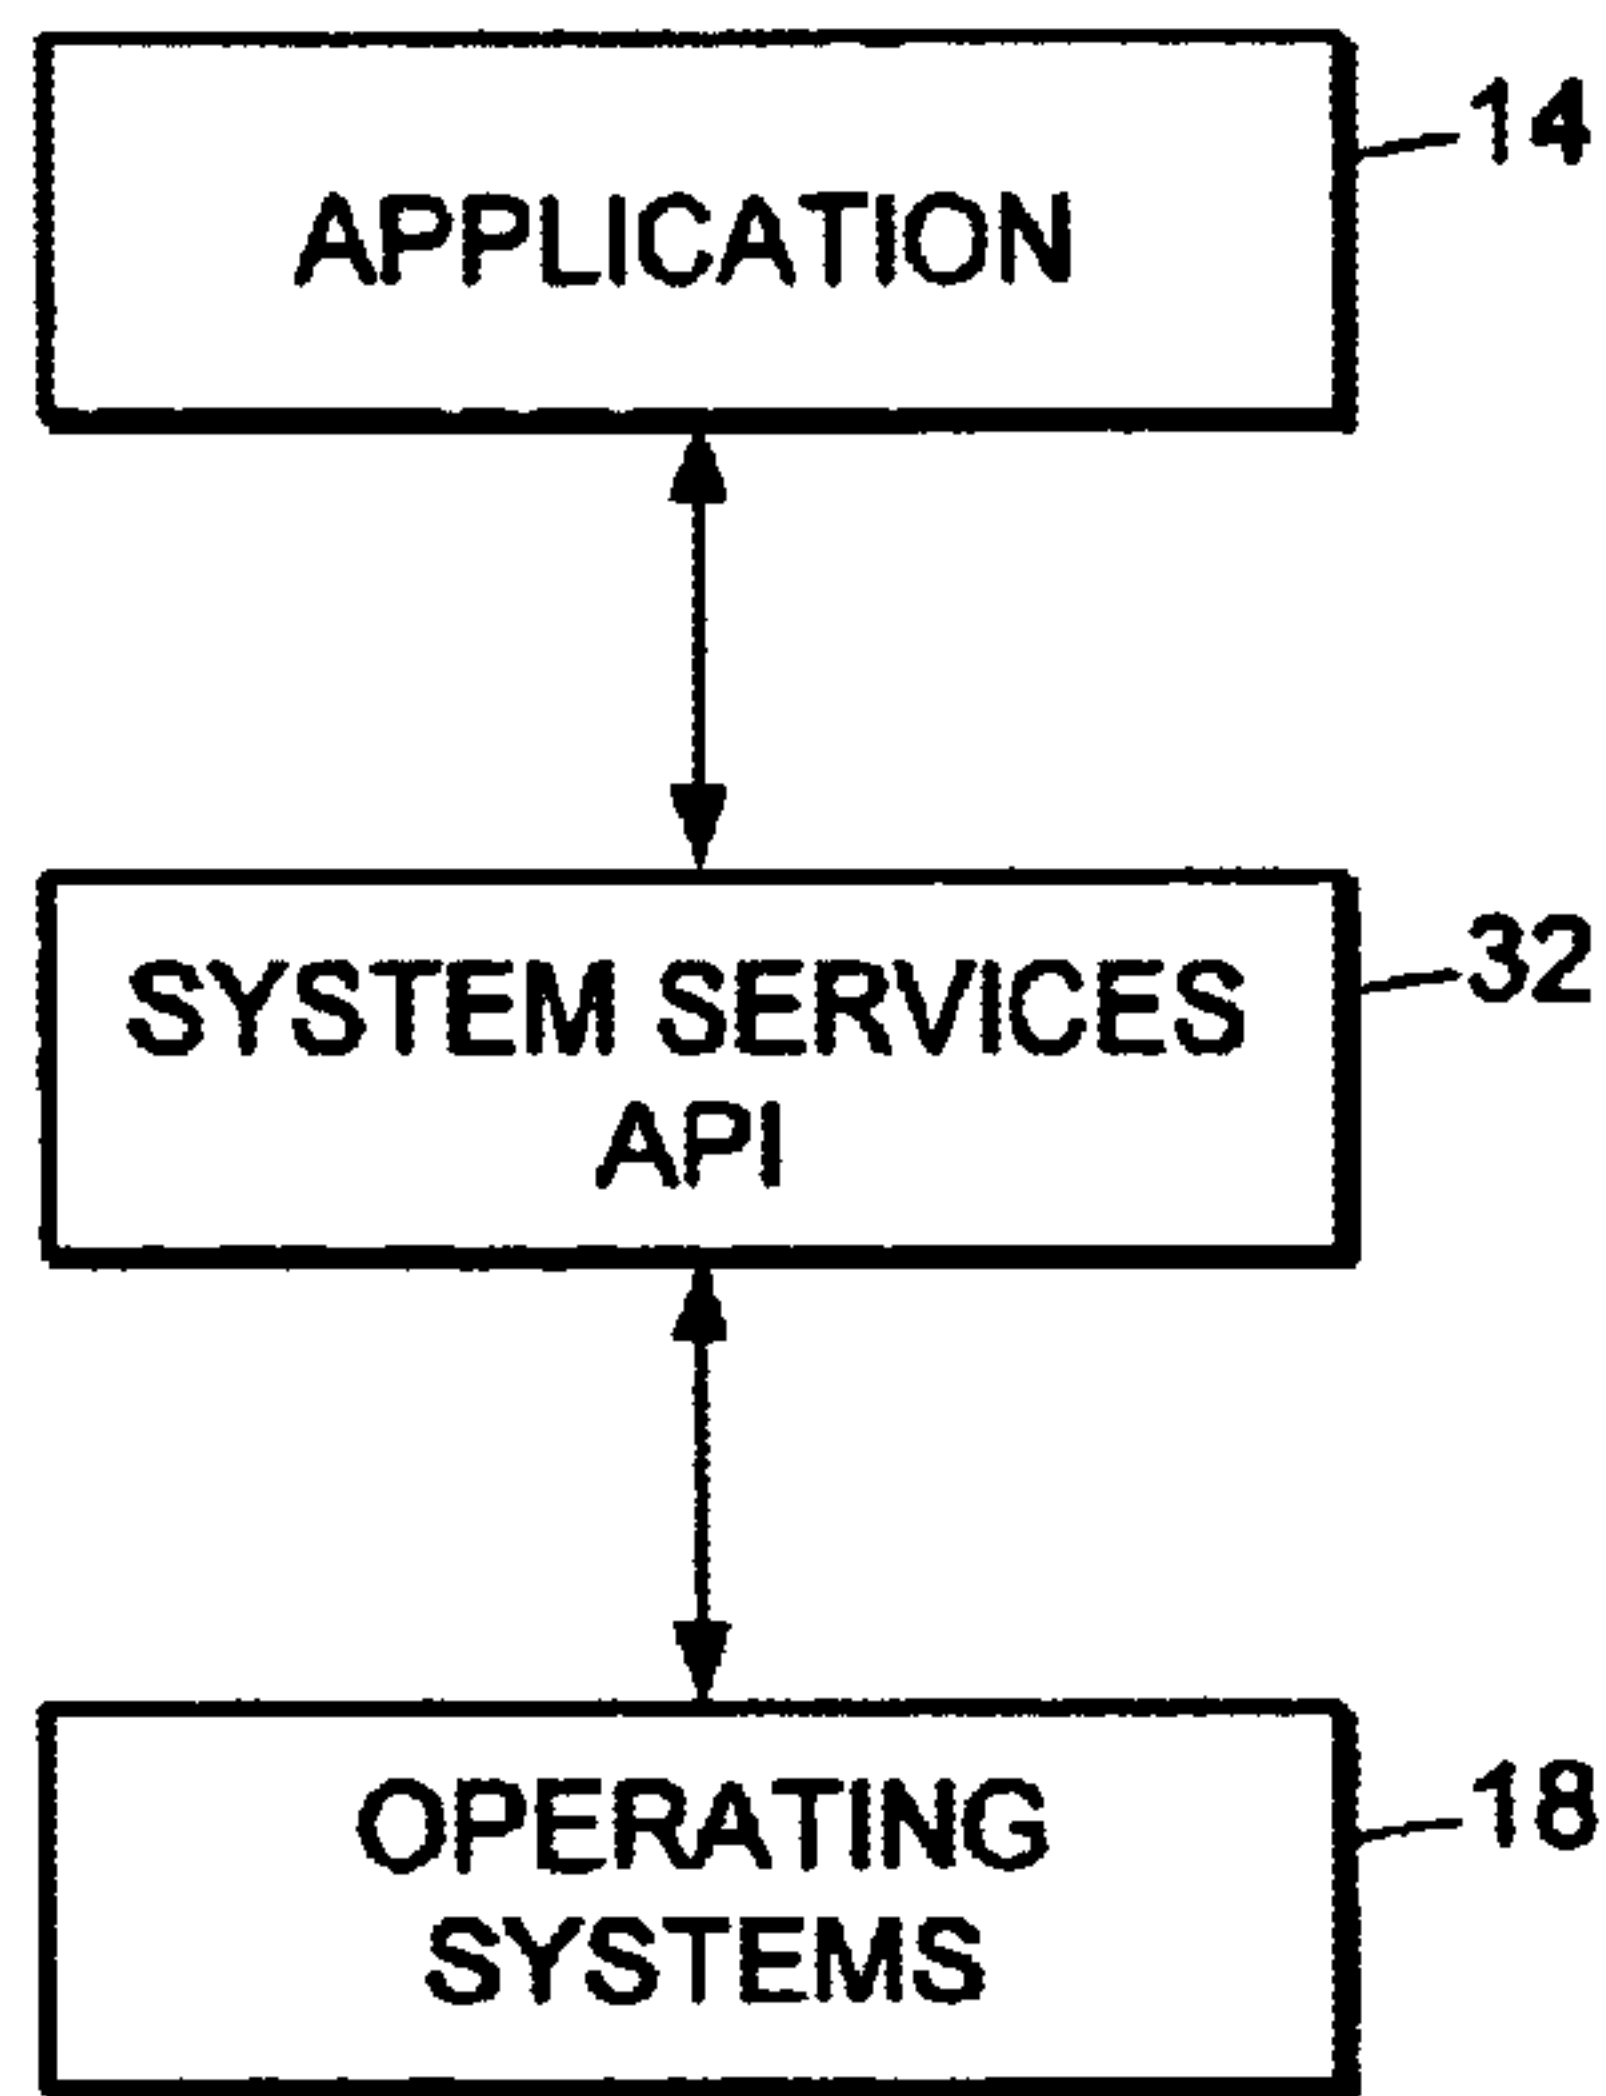 14
APPLICATION
32
SYSTEM SERVICES
API
18
OPERATING
SYSTEMS